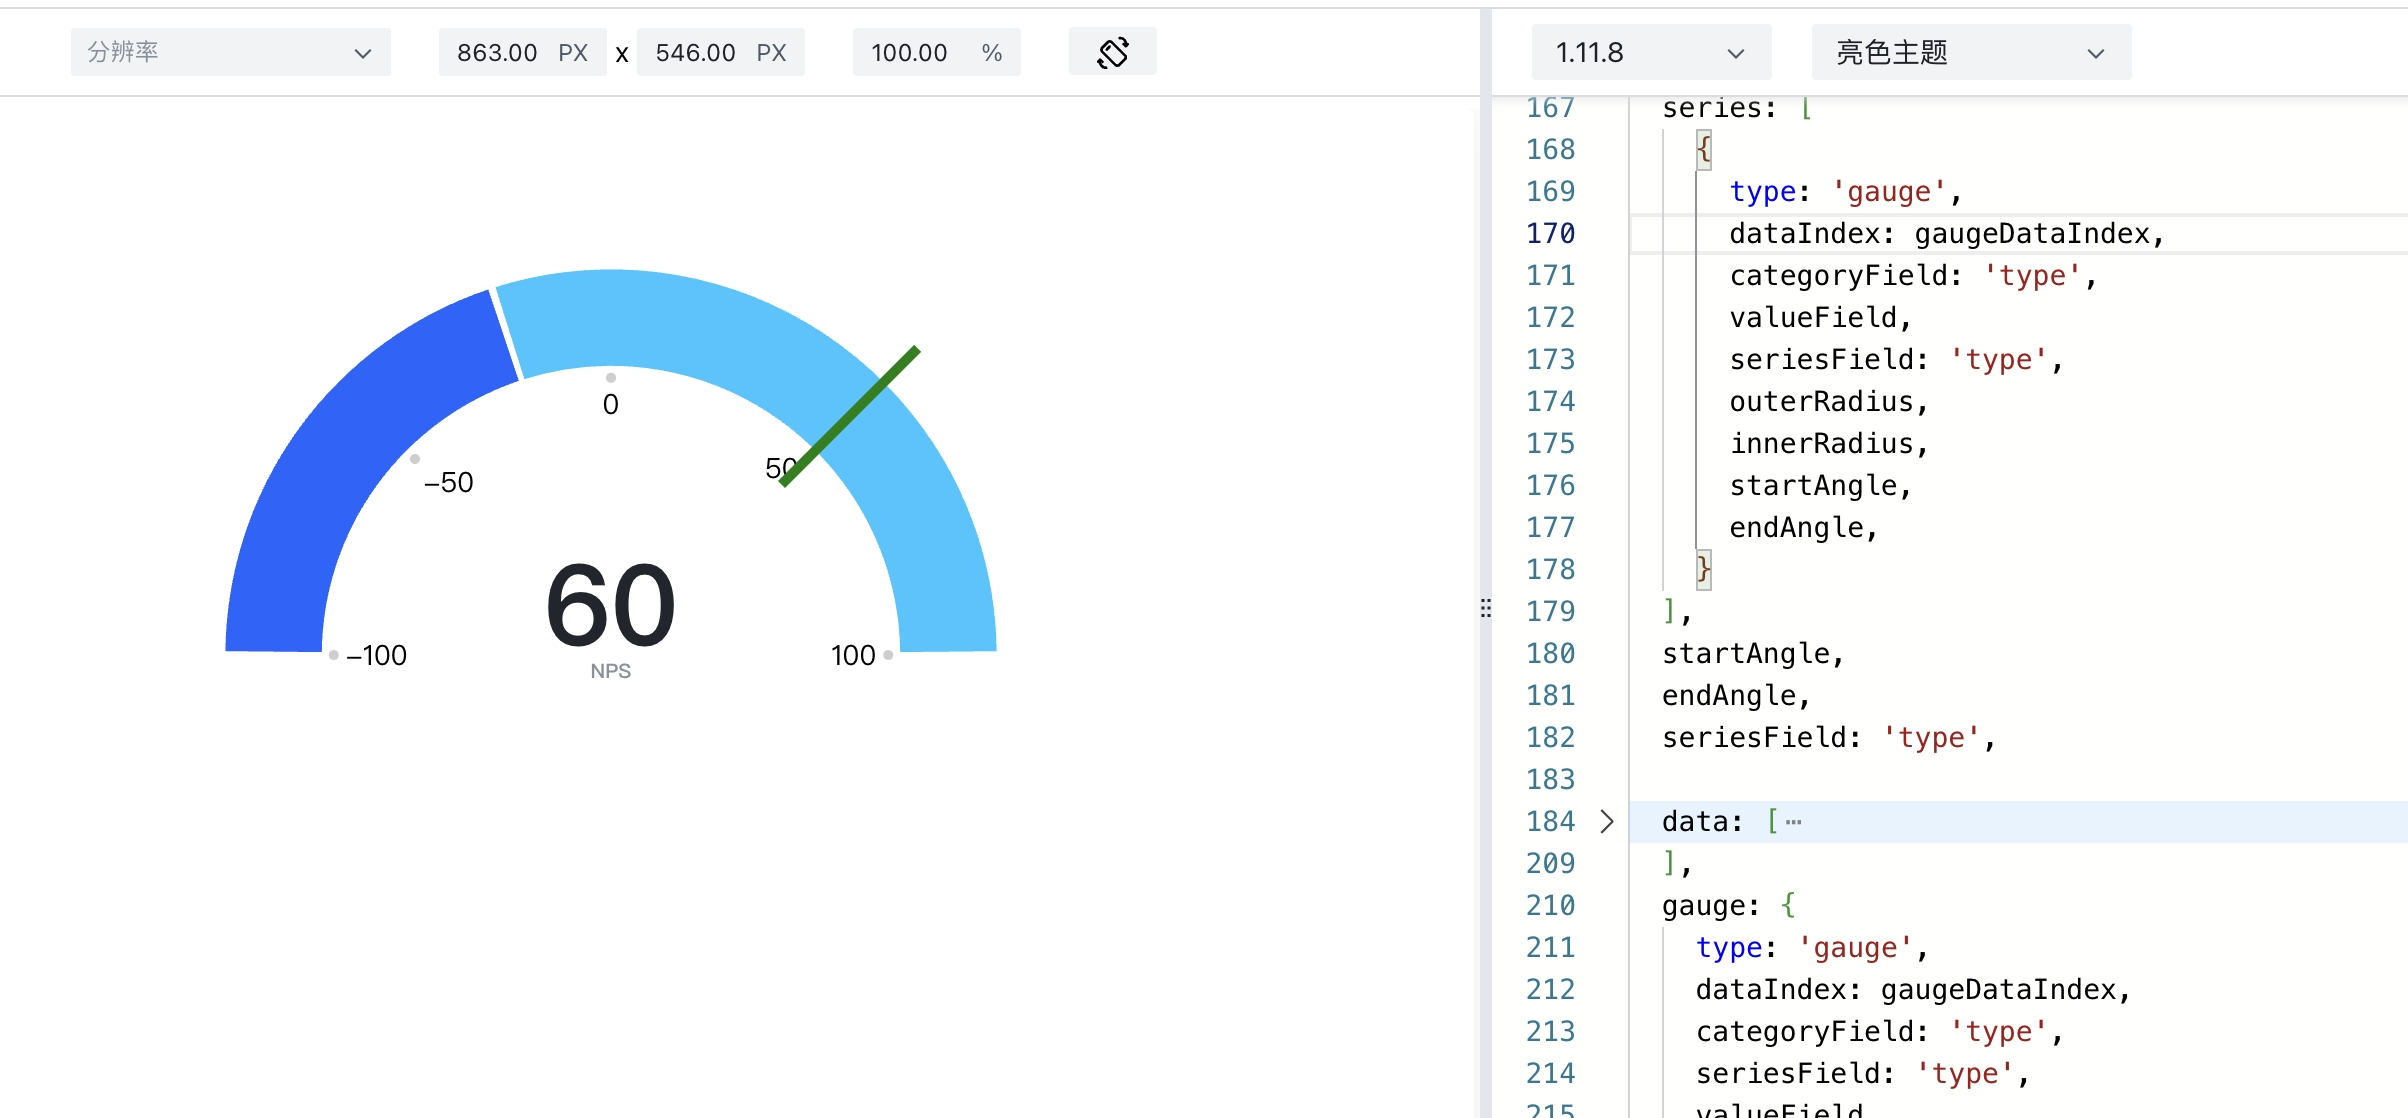 分辨率
863.00 PX x 546.00 PX
100.00 %
0
−50
50
60
NPS
−100
100
1.11.8
亮色主题
167 series: [
168 {
169 type: 'gauge',
170 dataIndex: gaugeDataIndex,
171 categoryField: 'type',
172 valueField,
173 seriesField: 'type',
174 outerRadius,
175 innerRadius,
176 startAngle,
177 endAngle,
178 }
179 ],
180 startAngle,
181 endAngle,
182 seriesField: 'type',
183
184 data: [ ⋯
209 ],
210 gauge: {
211 type: 'gauge',
212 dataIndex: gaugeDataIndex,
213 categoryField: 'type',
214 seriesField: 'type',
215 valueField